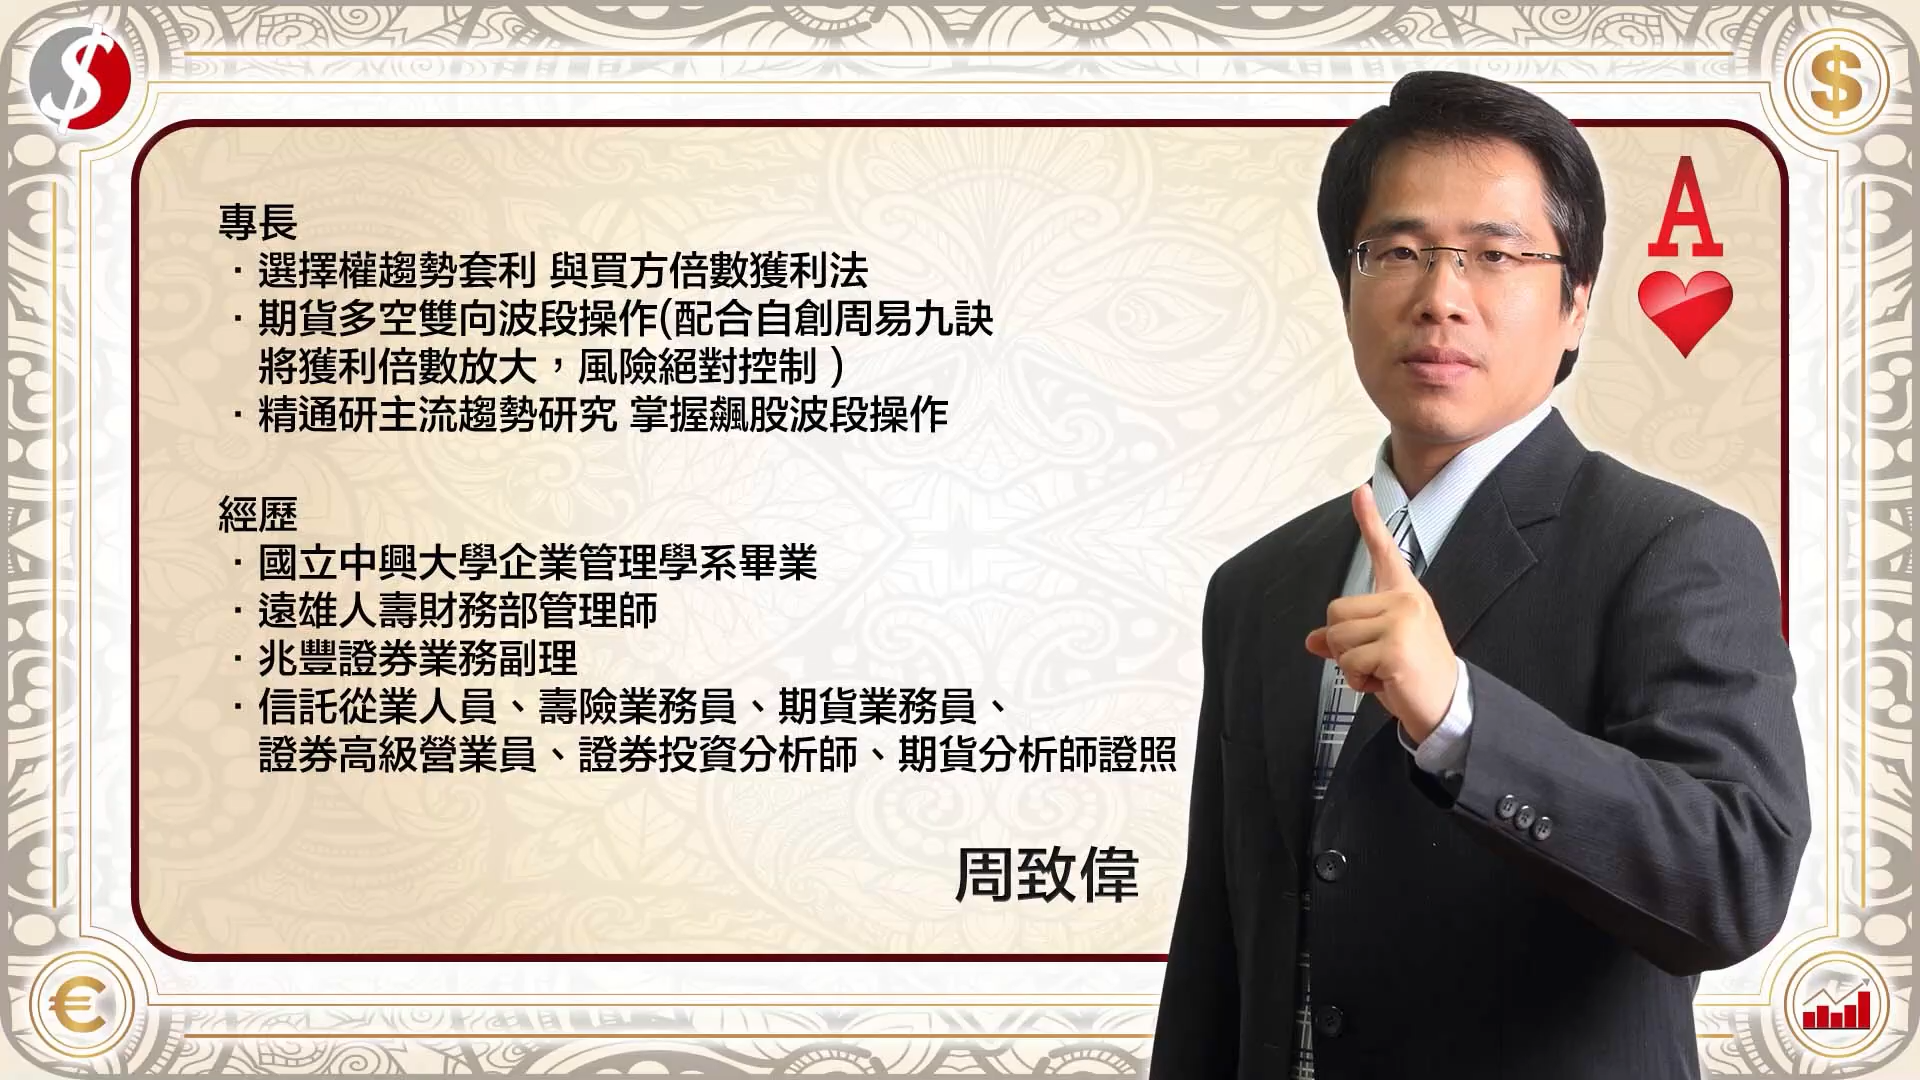 專長
·選擇權趨勢套利 與買方倍數獲利法
·期貨多空雙向波段操作(配合自創周易九訣
將獲利倍數放大，風險絕對控制）
·精通研主流趨勢研究 掌握飆股波段操作
經歷
·國立中興大學企業管理學系畢業
·遠雄人壽財務部管理師
·兆豐證券業務副理
·信託從業人員、壽險業務員、期貨業務員、
證券高級營業員、證券投資分析師、期貨分析師證照
周致偉
$
$
A
€